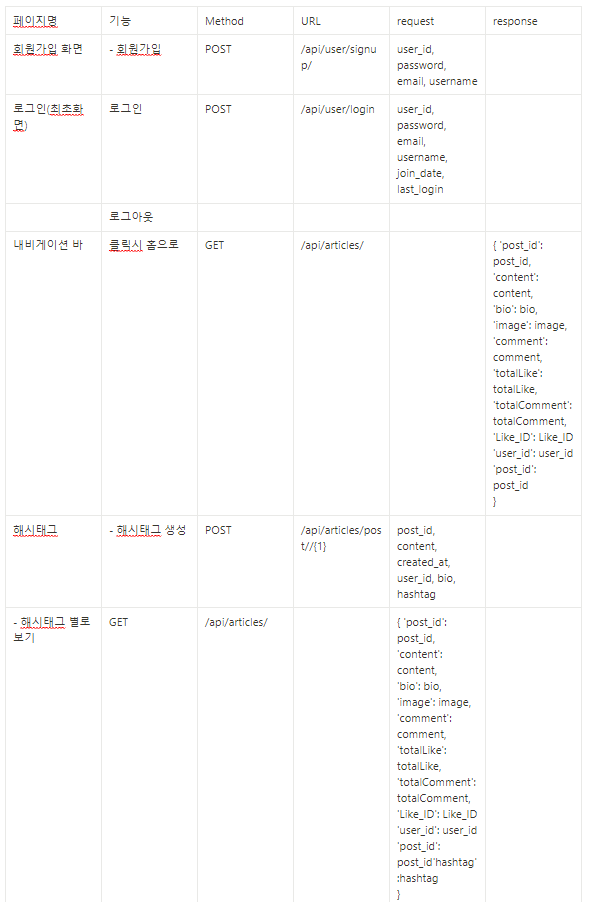 페이지명 기능 Method URL request response
회원가입 화면 - 회원가입 POST /api/user/signu user_id,
p/ password,
email, username
로그인(최초화 로그인 POST /api/user/login user_id,
면) password,
email,
username,
join_date,
last_login
로그아웃
내비게이션 바 클릭시 홈으로 GET /api/articles/ { 'post_id':
post_id,
'content':
content,
'bio': bio,
'image': image,
'comment':
comment,
'totalLike':
totalLike,
'totalComment':
totalComment,
'Like_ID': Like_ID
'user_id': user_id
'post_id':
post_id
}
해시태그 - 해시태그 생성 POST /api/articles/pos post_id,
t//{1} content,
created_at,
user_id, bio,
hashtag
- 해시태그 별로 GET /api/articles/ { 'post_id':
보기 post_id,
'content':
content,
'bio': bio,
'image': image,
'comment':
comment,
'totalLike':
totalLike,
'totalComment':
totalComment,
'Like_ID': Like_ID
'user_id': user_id
'post_id':
post_id'hashtag'
:hashtag
}